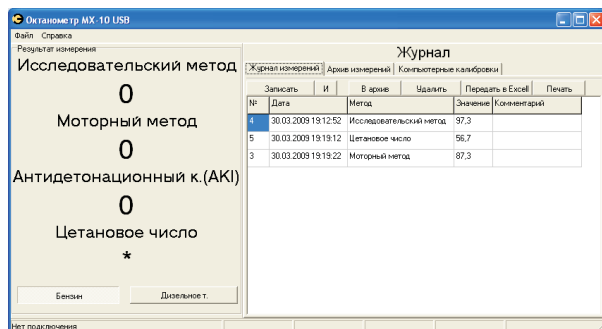 Октанометр МХ-10 USB
Файл Справка
Результат измерения
Исследовательский метод
0
Моторный метод
0
Антидетонационный к.(AKI)
0
Цетановое число
*
Бензин Дизельное т.
Журнал
Журнал измерений Архив измерений Компьютерные калибровки
Записать И В архив Удалить Передать в Excell Печать
№ Дата Метод Значение Комментарий
4 30.03.2009 19:12:52 Исследовательский метод 97,3
5 30.03.2009 19:19:12 Цетановое число 56,7
3 30.03.2009 19:19:22 Моторный метод 87,3
Нет подключения